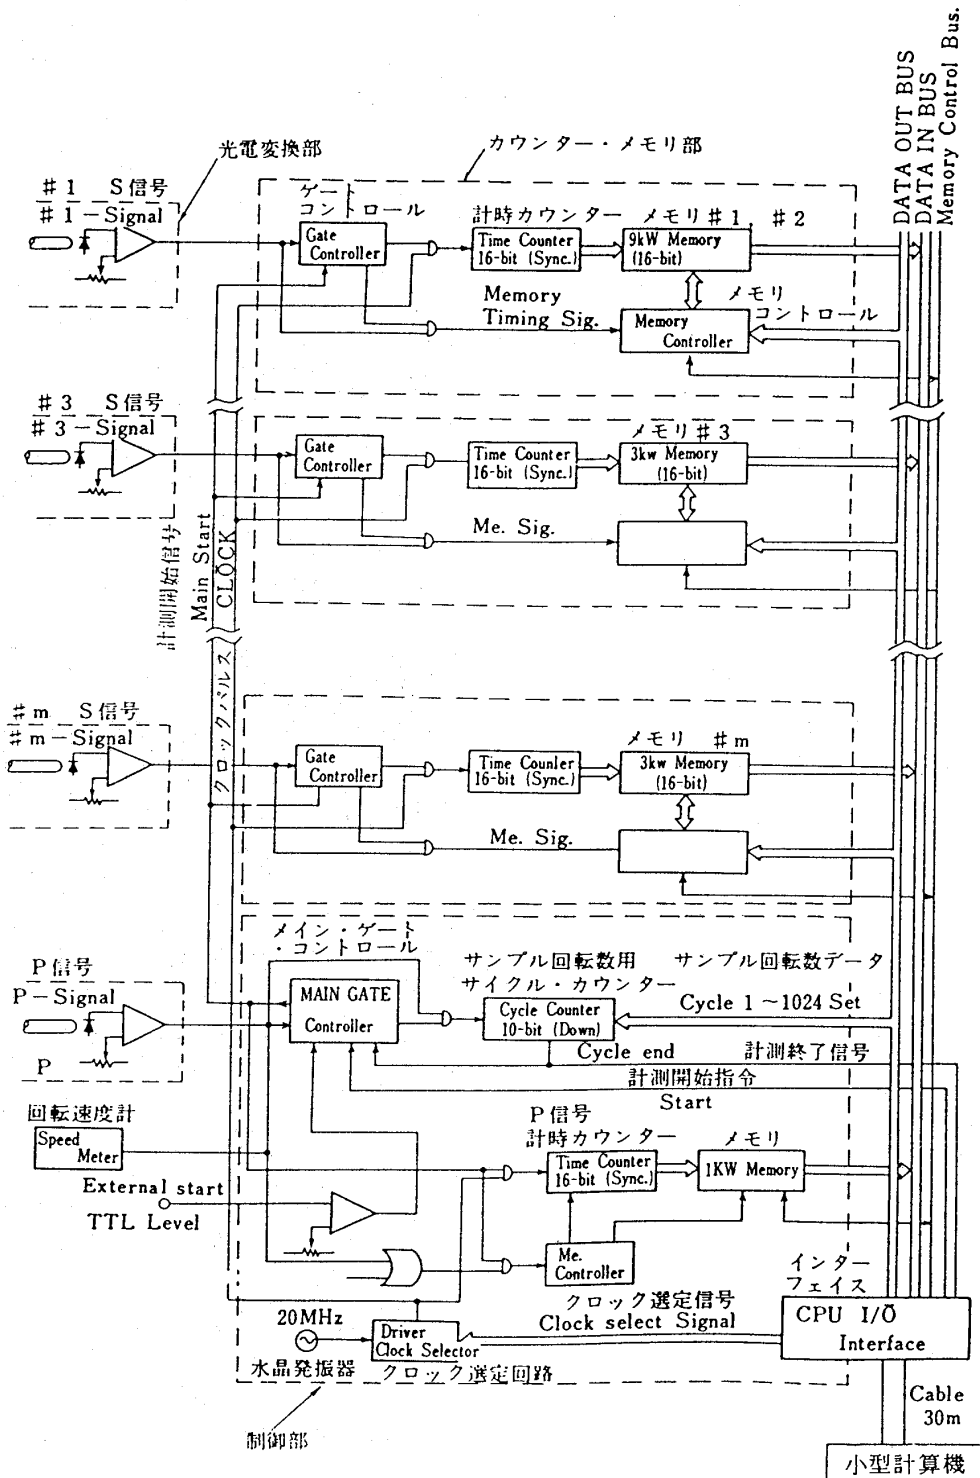 DATA OUT BUS
DATA IN BUS
Memory Control Bus.
光電変換部
カウンター・メモリ部
#1 S信号
#1-Signal
ゲート
コントロール
Gate
Controller
計時カウンター
Time Counter
16-bit (Sync.)
メモリ#1, #2
9kW Memory
(16-bit)
Memory
Timing Sig.
メモリ
コントロール
Memory
Controller
#3 S信号
#3-Signal
Gate
Controller
Time Counter
16-bit (Sync.)
メモリ#3
3kw Memory
(16-bit)
Me. Sig.
計測開始信号
Main Start
CLOCK
クロックパルス
#m S信号
#m-Signal
Gate
Controller
Time Counler
16-bit (Sync.)
メモリ #m
3kw Memory
(16-bit)
Me. Sig.
メイン・ゲート
・コントロール
MAIN GATE
Controller
P信号
P-Signal
P
サンプル回転数用
サイクル・カウンター
Cycle Counter
10-bit (Down)
サンプル回転数データ
Cycle 1 ~1024 Set
Cycle end
計測終了信号
計測開始指令
Start
回転速度計
Speed
Meter
P信号
計時カウンター
Time Counter
16-bit (Sync.)
メモリ
1KW Memory
External start
TTL Level
Me.
Controller
インター
フェイス
CPU I/O
Interface
クロック選定信号
Clock select Signal
20MHz
Driver
Clock Selector
水晶発振器
クロック選定回路
Cable
30m
制御部
小型計算機